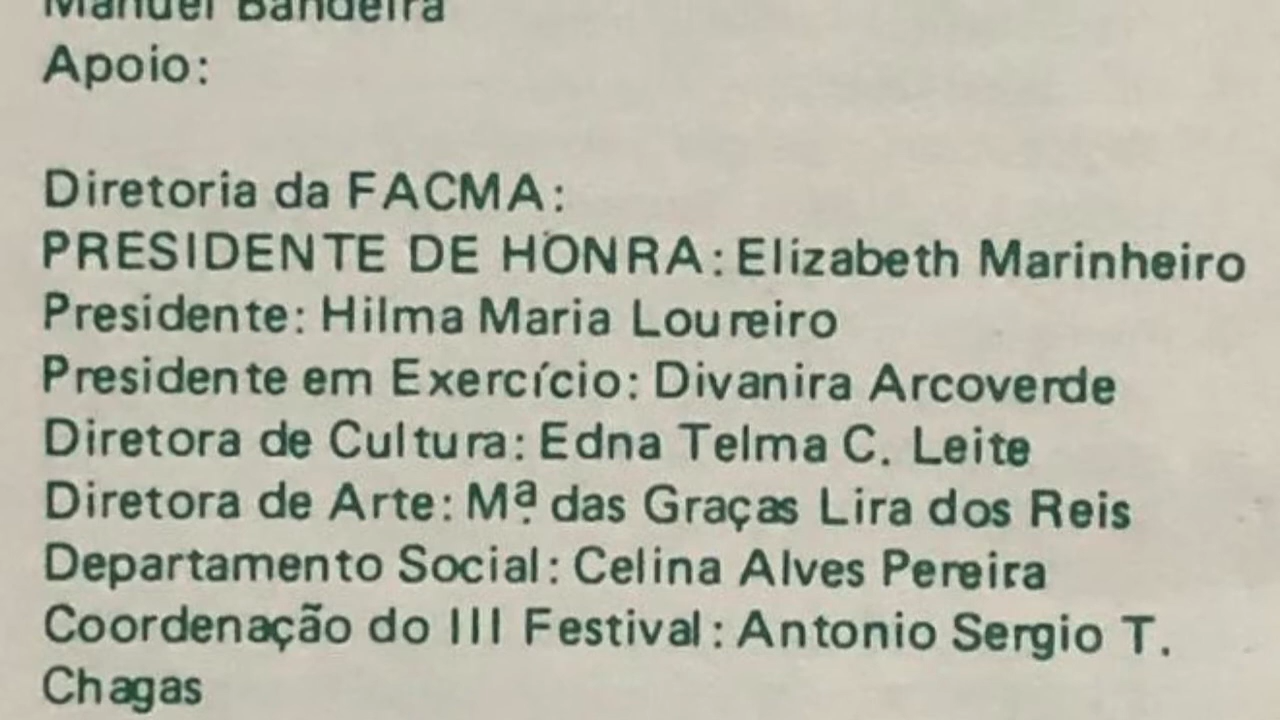 Manuel Bandeira
Apoio:
Diretoria da FACMA:
PRESIDENTE DE HONRA: Elizabeth Marinheiro
Presidente: Hilma Maria Loureiro
Presidente em Exercício: Divanira Arcoverde
Diretora de Cultura: Edna Telma C. Leite
Diretora de Arte: Mª das Graças Lira dos Reis
Departamento Social: Celina Alves Pereira
Coordenação do III Festival: Antonio Sergio T.
Chagas